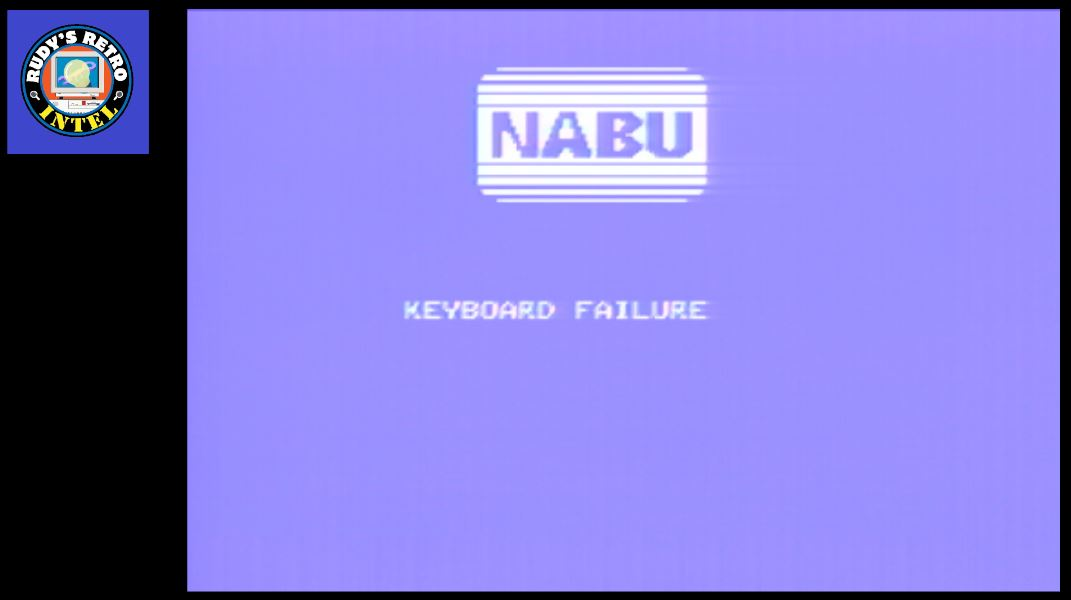 RUDY'S RETRO
INTEL
NABU
KEYBOARD FAILURE